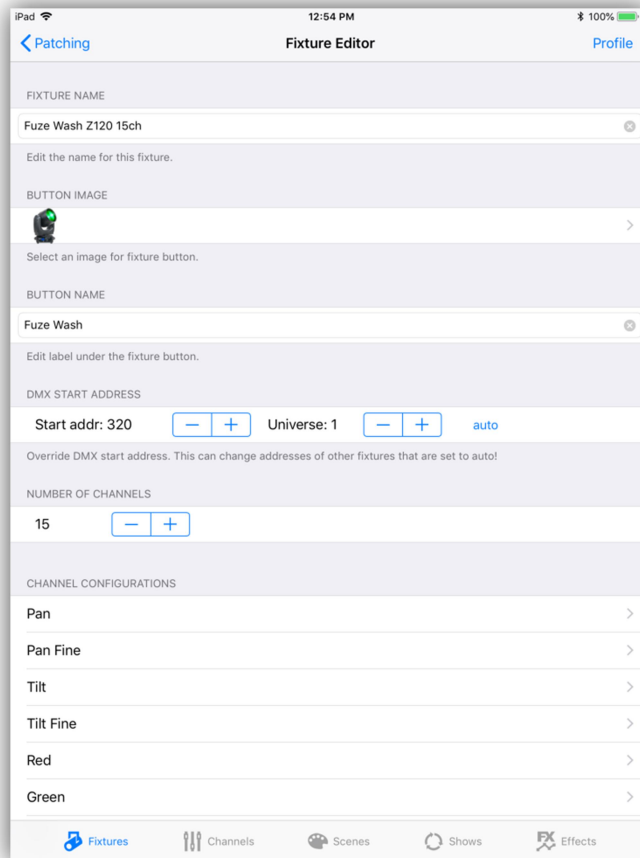 iPad 12:54 PM 100%
Patching Fixture Editor Profile
FIXTURE NAME
Fuze Wash Z120 15ch
Edit the name for this fixture.
BUTTON IMAGE
Select an image for fixture button.
BUTTON NAME
Fuze Wash
Edit label under the fixture button.
DMX START ADDRESS
Start addr: 320 − + Universe: 1 − + auto
Override DMX start address. This can change addresses of other fixtures that are set to auto!
NUMBER OF CHANNELS
15 − +
CHANNEL CONFIGURATIONS
Pan
Pan Fine
Tilt
Tilt Fine
Red
Green
Fixtures Channels Scenes Shows FX Effects